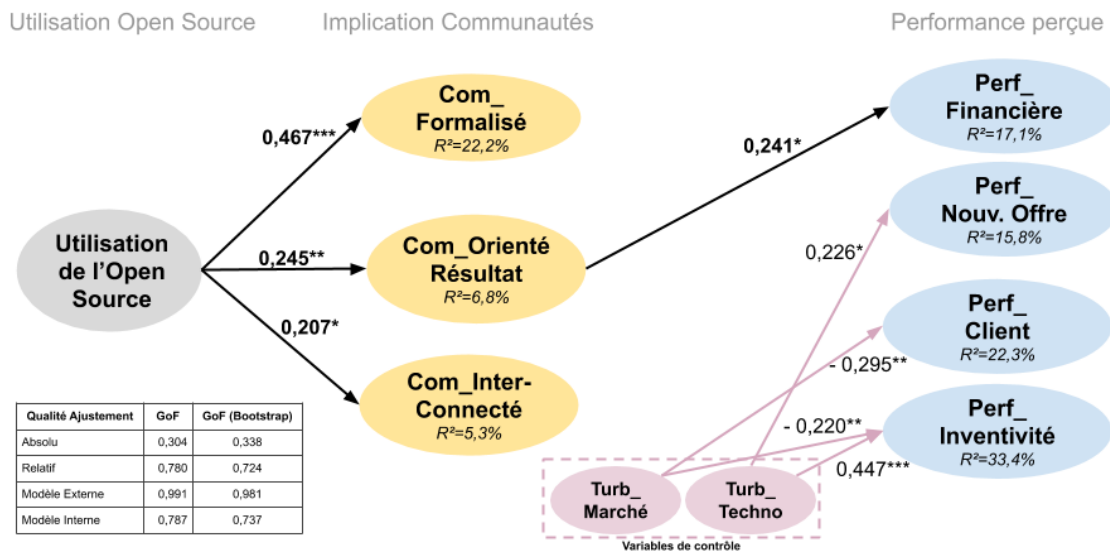 Utilisation Open Source
Implication Communautés
Performance perçue
Utilisation
de l'Open
Source
0,467***
0,245**
0,207*
Com_
Formalisé
R²=22,2%
Com_Orienté
Résultat
R²=6,8%
Com_Inter-
Connecté
R²=5,3%
0,241*
0,226*
- 0,295**
- 0,220**
0,447***
Perf_
Financière
R²=17,1%
Perf_
Nouv. Offre
R²=15,8%
Perf_
Client
R²=22,3%
Perf_
Inventivité
R²=33,4%
Turb_
Marché
Turb_
Techno
Variables de contrôle
Qualité Ajustement GoF GoF (Bootstrap)
Absolu 0,304 0,338
Relatif 0,780 0,724
Modèle Externe 0,991 0,981
Modèle Interne 0,787 0,737